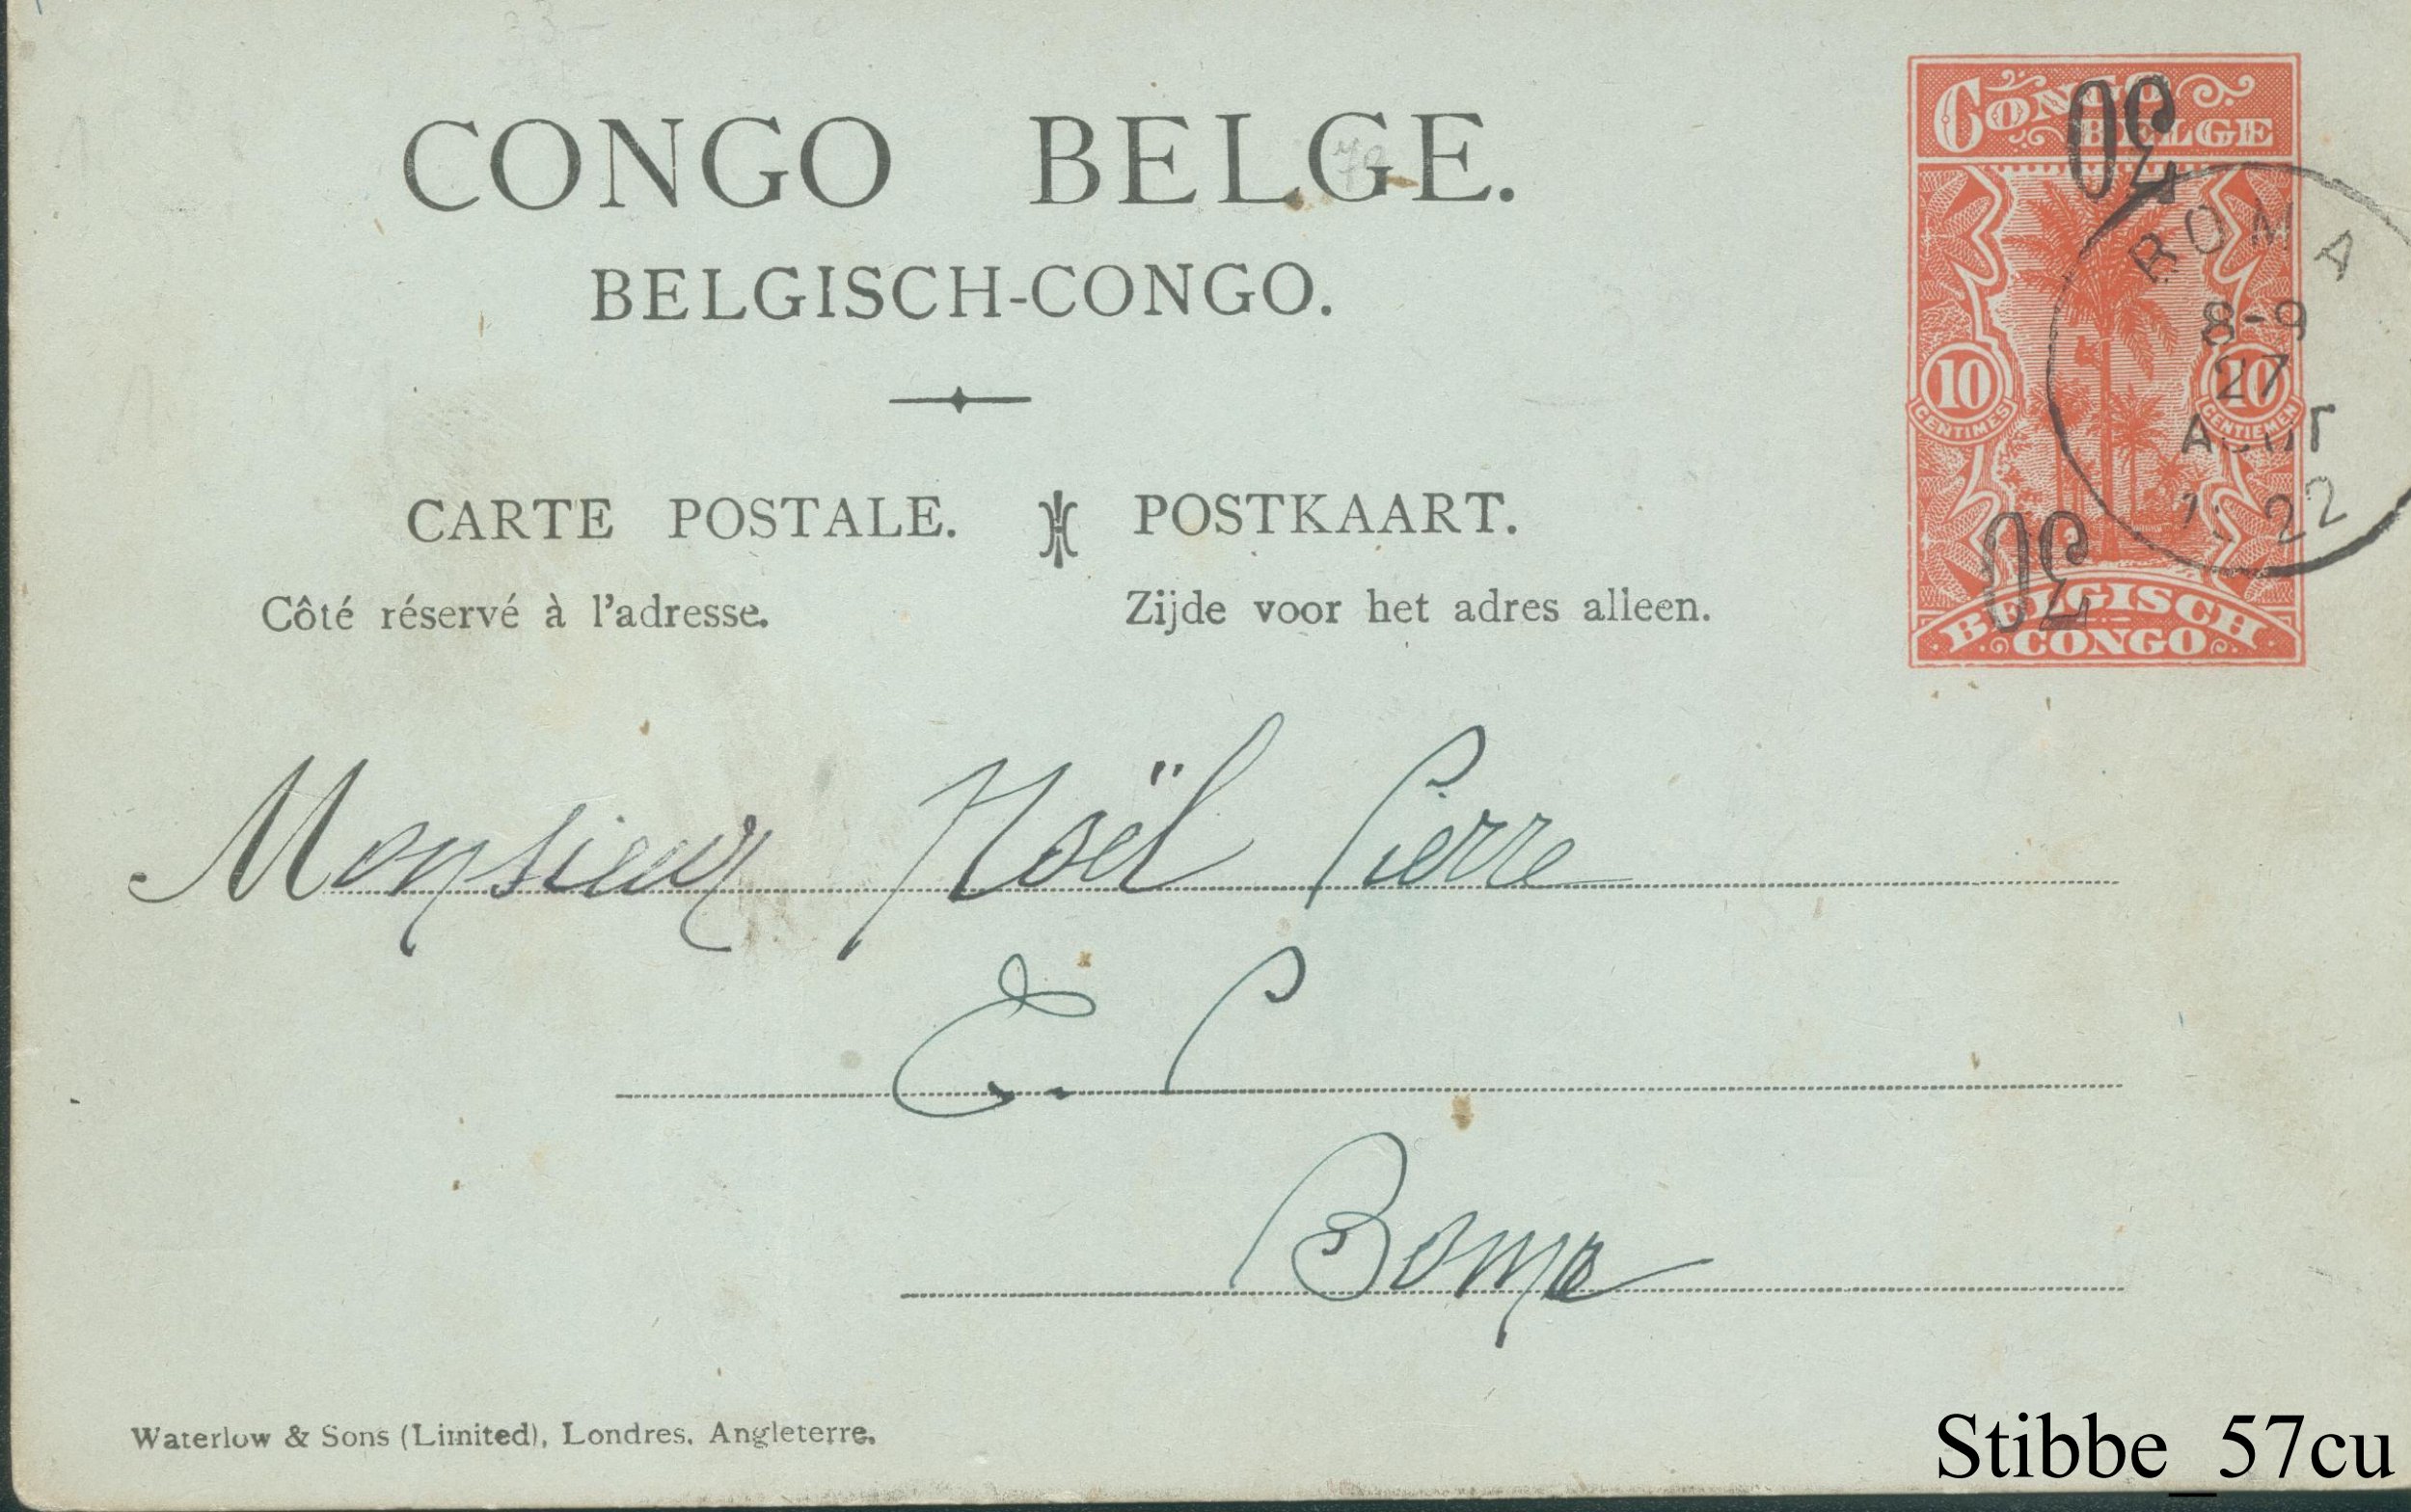 CONGO BELGE.
BELGISCH-CONGO.
CARTE POSTALE. POSTKAART.
Côté réservé à l'adresse. Zijde voor het adres alleen.
CONGO
BELGE
30
BOMA
8-9
27
AOUT
22
10 CENTIMES
10 CENTIEMEN
30
BELGISCH
CONGO
Monsieur Noël Pierre
E. P
Boma
Waterlow & Sons (Limited), Londres, Angleterre.
Stibbe_57cu